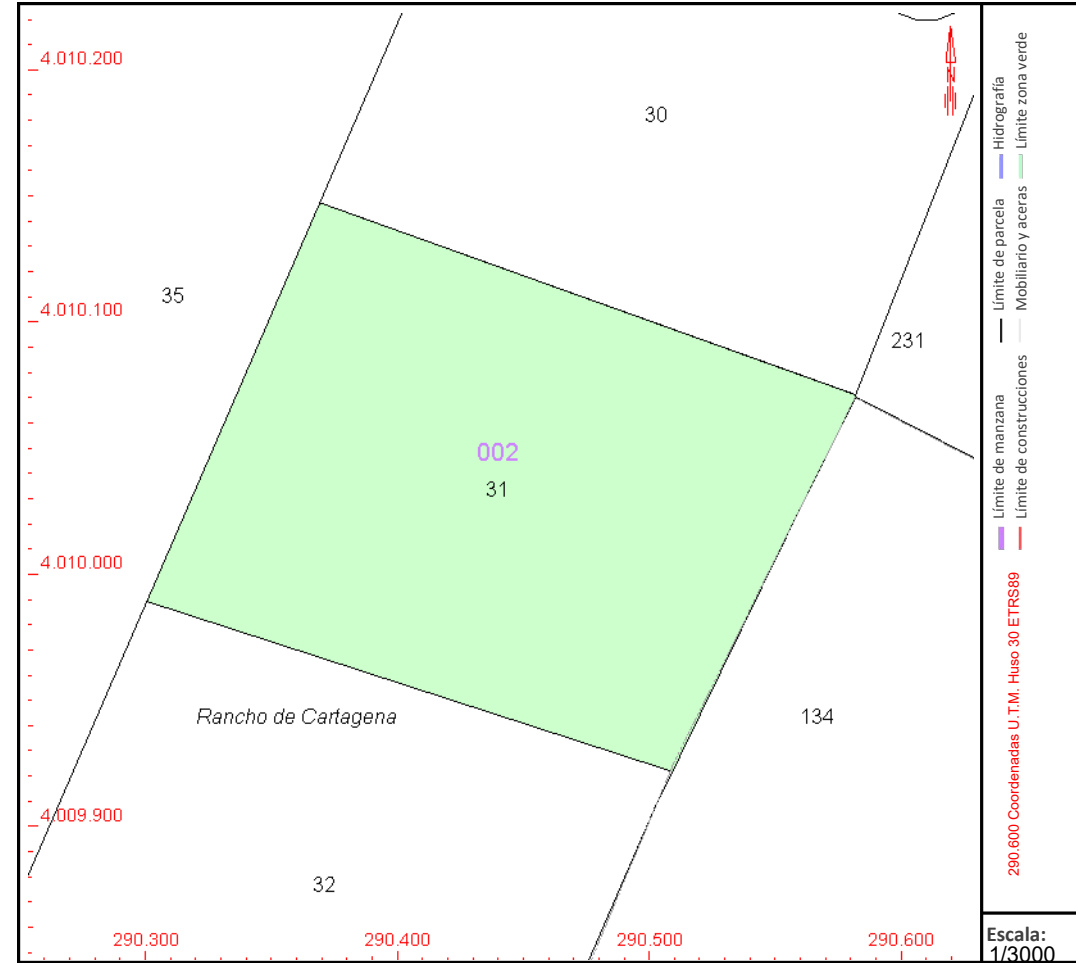 4.010.200
30
35
4.010.100
231
002
31
4.010.000
Rancho de Cartagena
134
4.009.900
32
290.300
290.400
290.500
290.600
290.600 Coordenadas U.T.M. Huso 30 ETRS89
Límite de manzana
Límite de parcela
Hidrografía
Límite de construcciones
Mobiliario y aceras
Límite zona verde
N
Escala:
1/3000